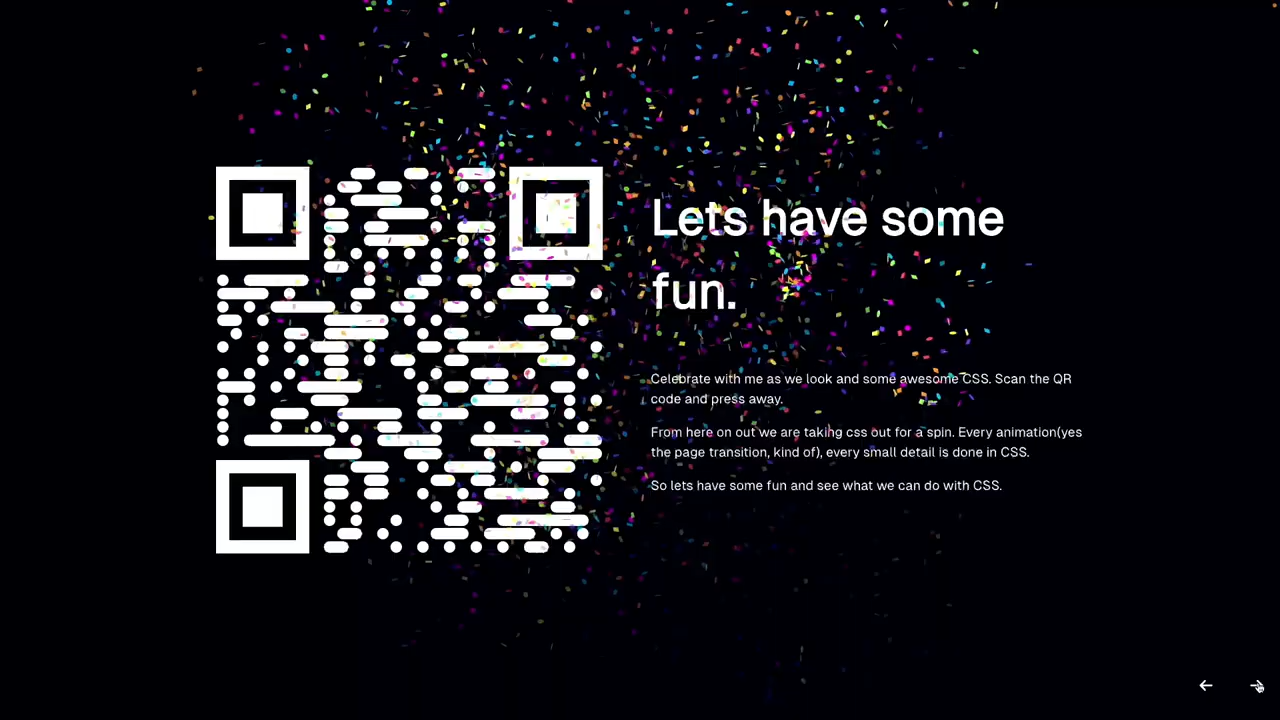 Lets have some
fun.
Celebrate with me as we look and some awesome CSS. Scan the QR
code and press away.
From here on out we are taking css out for a spin. Every animation(yes
the page transition, kind of), every small detail is done in CSS.
So lets have some fun and see what we can do with CSS.